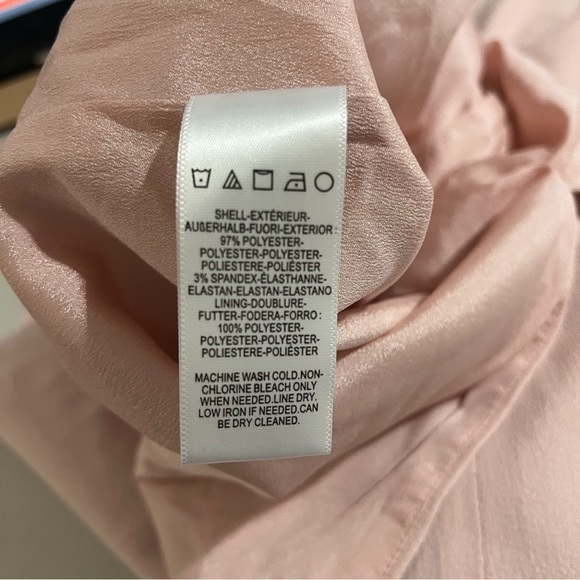 SHELL-EXTÉRIEUR-
AUßERHALB-FUORI-EXTERIOR:
97% POLYESTER-
POLYESTER-POLYESTER-
POLIESTERE-POLIÉSTER
3% SPANDEX-ÉLASTHANNE-
ELASTAN-ELASTAN-ELASTANO
LINING-DOUBLURE-
FUTTER-FODERA-FORRO:
100% POLYESTER-
POLYESTER-POLYESTER-
POLIESTERE-POLIÉSTER
MACHINE WASH COLD.NON-
CHLORINE BLEACH ONLY
WHEN NEEDED.LINE DRY.
LOW IRON IF NEEDED.CAN
BE DRY CLEANED.